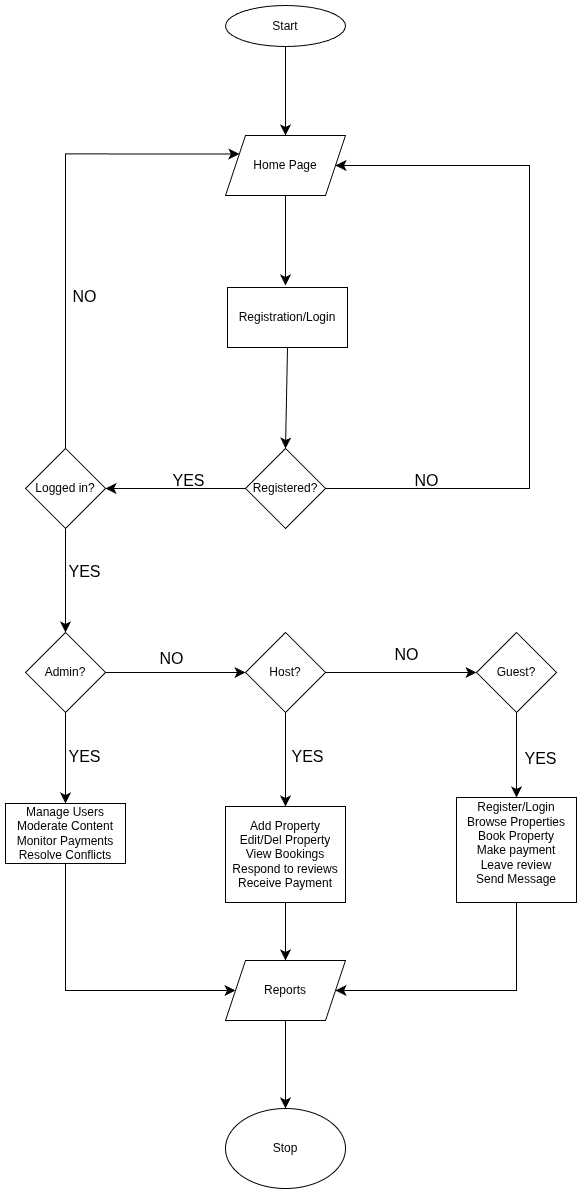 Start
Home Page
NO
Registration/Login
Logged in?
YES
Registered?
NO
YES
Admin?
NO
Host?
NO
Guest?
YES
YES
YES
Manage Users
Moderate Content
Monitor Payments
Resolve Conflicts
Add Property
Edit/Del Property
View Bookings
Respond to reviews
Receive Payment
Register/Login
Browse Properties
Book Property
Make payment
Leave review
Send Message
Reports
Stop